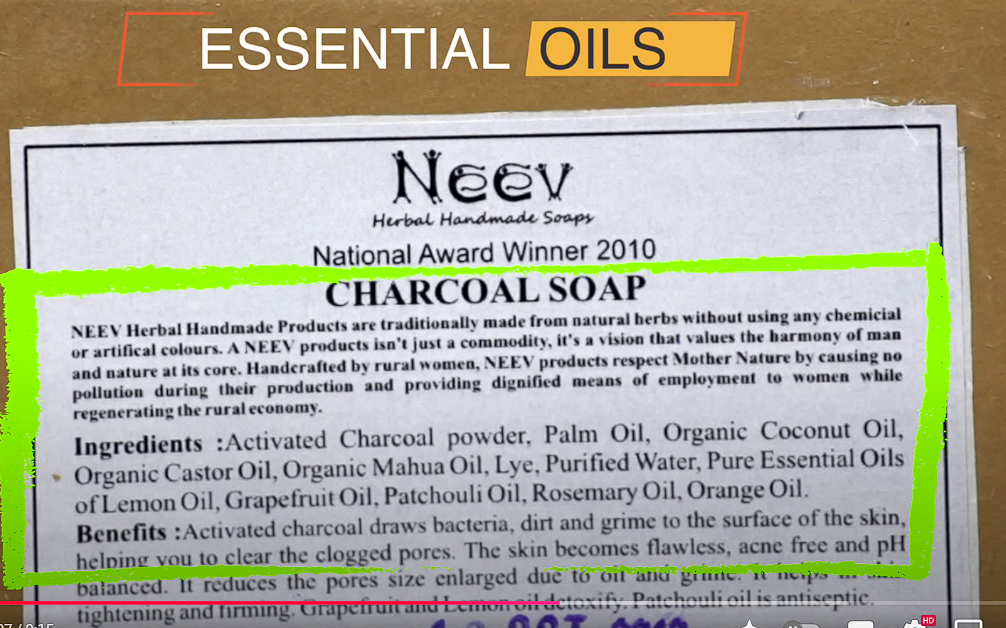 ESSENTIAL OILS
NEEV
Herbal Handmade Soaps
National Award Winner 2010
CHARCOAL SOAP
NEEV Herbal Handmade Products are traditionally made from natural herbs without using any chemicial
or artifical colours. A NEEV products isn't just a commodity, it's a vision that values the harmony of man
and nature at its core. Handcrafted by rural women, NEEV products respect Mother Nature by causing no
pollution during their production and providing dignified means of employment to women while
regenerating the rural economy.
Ingredients :Activated Charcoal powder, Palm Oil, Organic Coconut Oil,
Organic Castor Oil, Organic Mahua Oil, Lye, Purified Water, Pure Essential Oils
of Lemon Oil, Grapefruit Oil, Patchouli Oil, Rosemary Oil, Orange Oil.
Benefits :Activated charcoal draws bacteria, dirt and grime to the surface of the skin,
helping you to clear the clogged pores. The skin becomes flawless, acne free and pH
balanced. It reduces the pores size enlarged due to oil and grime. It helps in skin
tightening and firming. Grapefruit and Lemon oil detoxify. Patchouli oil is antiseptic.
HD